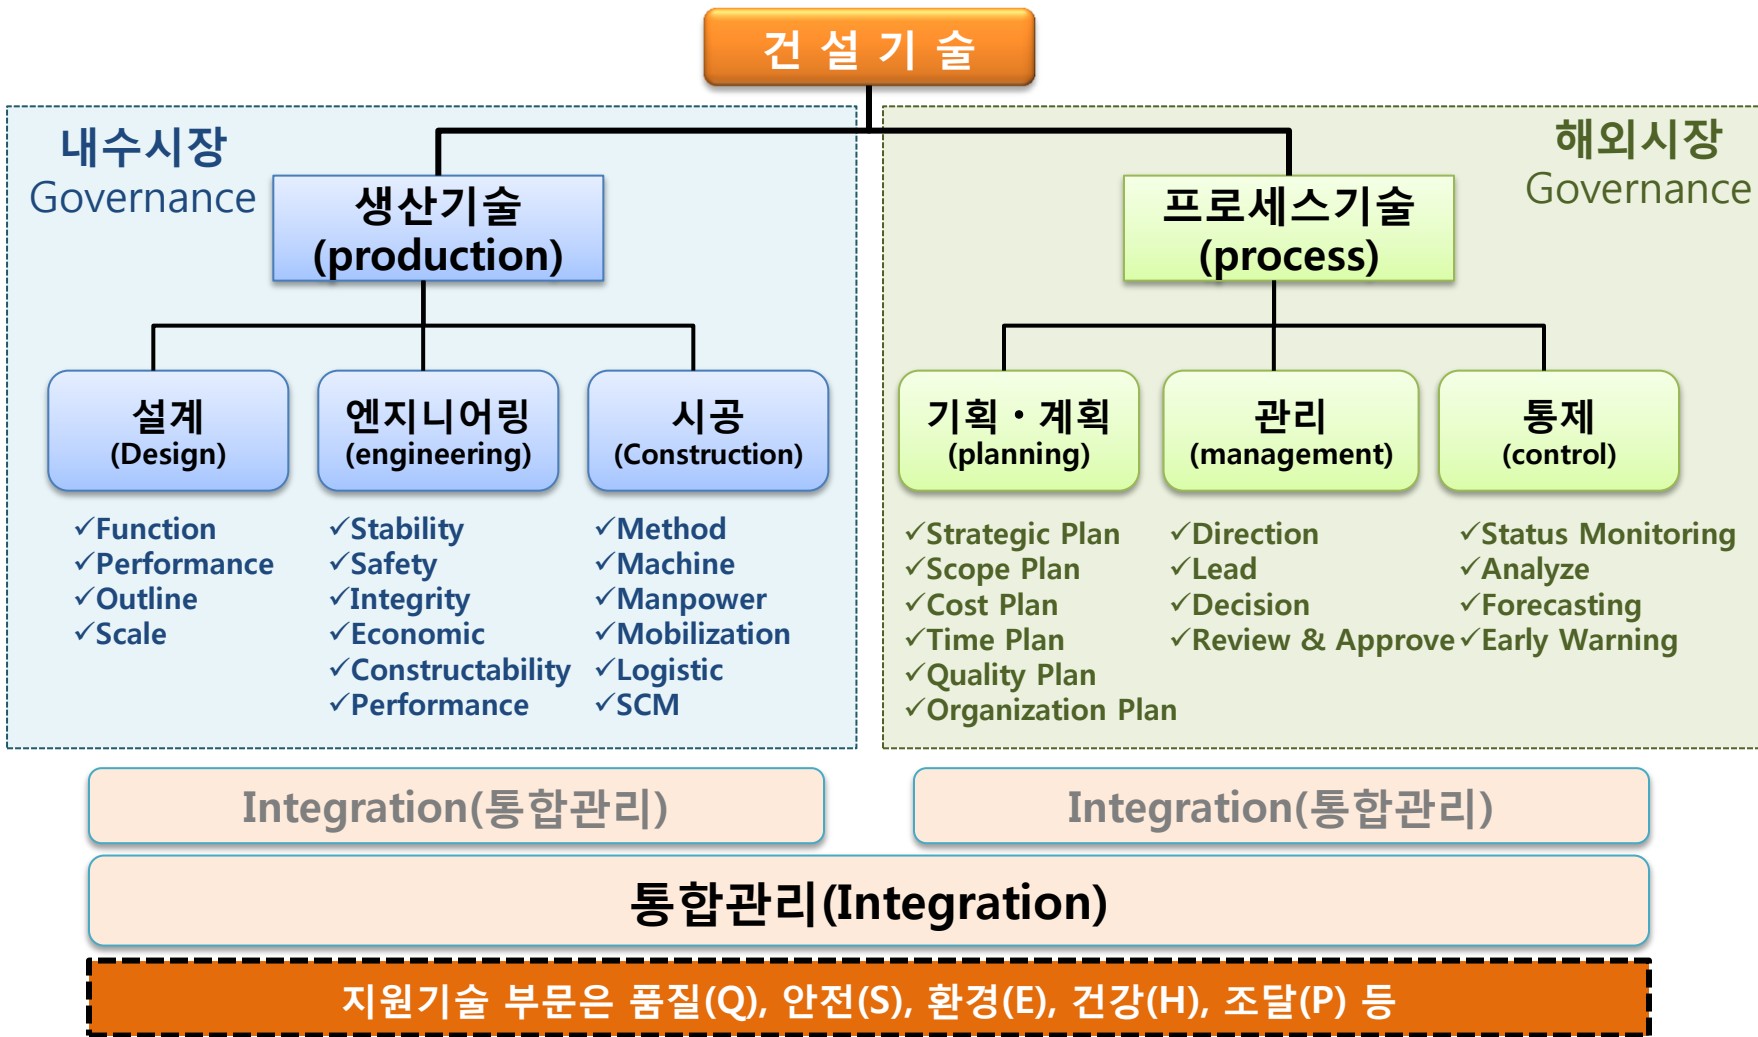 건 설 기 술
내수시장
Governance
해외시장
Governance
생산기술
(production)
프로세스기술
(process)
설계
(Design)
엔지니어링
(engineering)
시공
(Construction)
기획・계획
(planning)
관리
(management)
통제
(control)
✓Function
✓Performance
✓Outline
✓Scale
✓Stability
✓Safety
✓Integrity
✓Economic
✓Constructability
✓Performance
✓Method
✓Machine
✓Manpower
✓Mobilization
✓Logistic
✓SCM
✓Strategic Plan
✓Scope Plan
✓Cost Plan
✓Time Plan
✓Quality Plan
✓Organization Plan
✓Direction
✓Lead
✓Decision
✓Review & Approve
✓Status Monitoring
✓Analyze
✓Forecasting
✓Early Warning
Integration(통합관리)
Integration(통합관리)
통합관리(Integration)
지원기술 부문은 품질(Q), 안전(S), 환경(E), 건강(H), 조달(P) 등